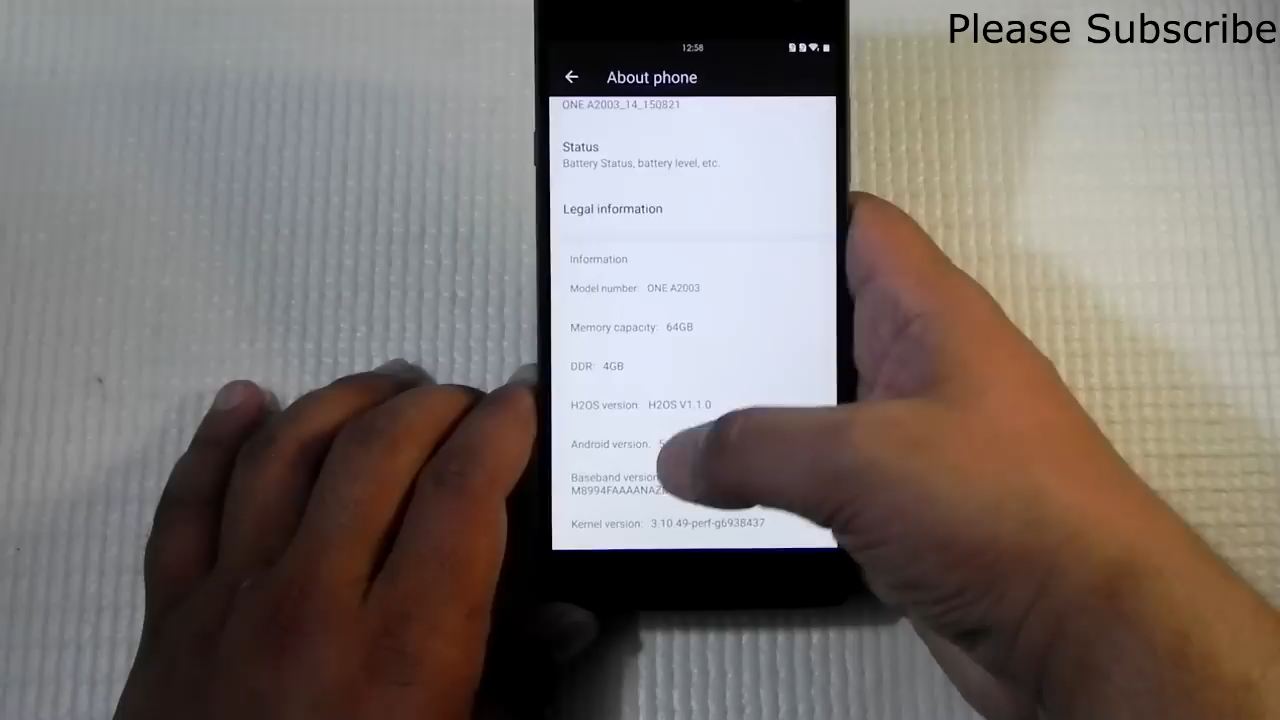 Please Subscribe
12:58
About phone
ONE A2003_14_150821
Status
Battery Status, battery level, etc.
Legal information
Information
Model number: ONE A2003
Memory capacity: 64GB
DDR: 4GB
H2OS version: H2OS V1.1.0
Android version:
Baseband version
M8994FAAAANAZ
Kernel version: 3.10.49-perf-g6938437